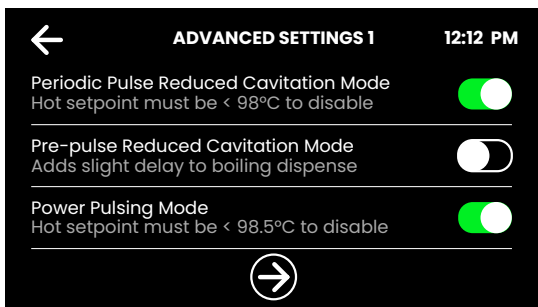 ADVANCED SETTINGS 1 12:12 PM
Periodic Pulse Reduced Cavitation Mode
Hot setpoint must be < 98°C to disable
Pre-pulse Reduced Cavitation Mode
Adds slight delay to boiling dispense
Power Pulsing Mode
Hot setpoint must be < 98.5°C to disable